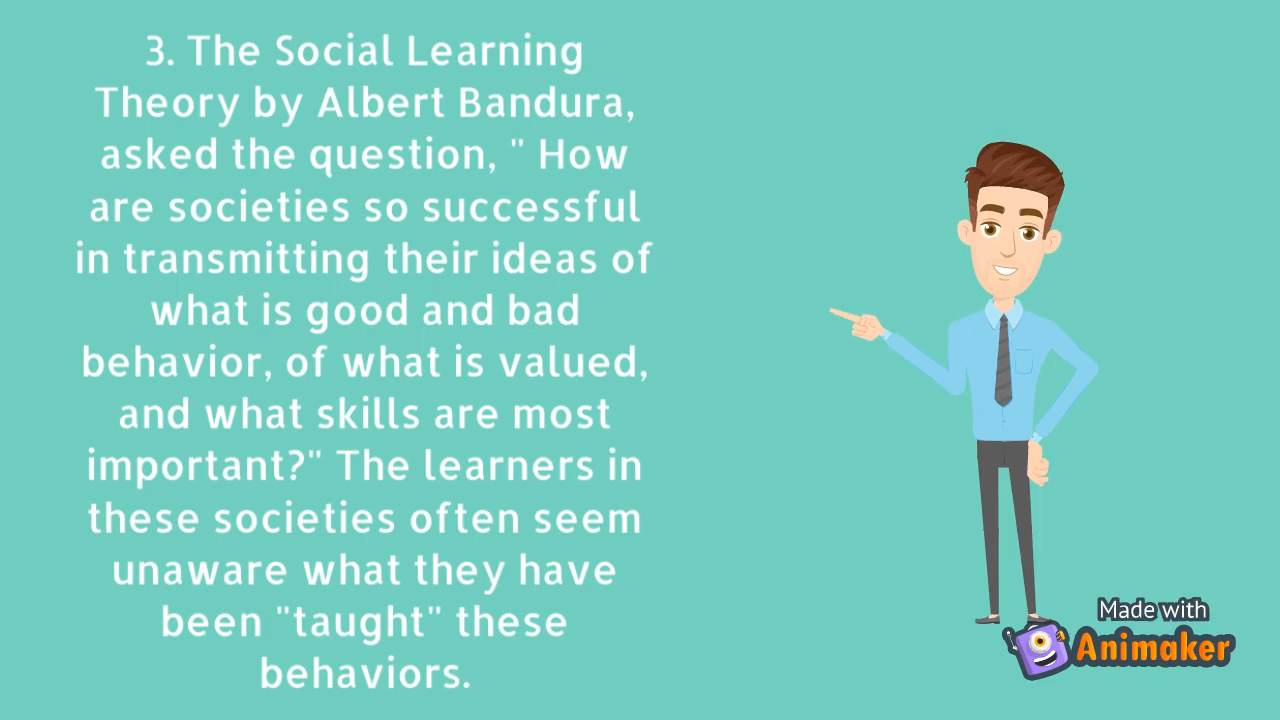 3. The Social Learning
Theory by Albert Bandura,
asked the question, " How
are societies so successful
in transmitting their ideas of
what is good and bad
behavior, of what is valued,
and what skills are most
important?" The learners in
these societies often seem
unaware what they have
been "taught" these
behaviors.
Made with
Animaker